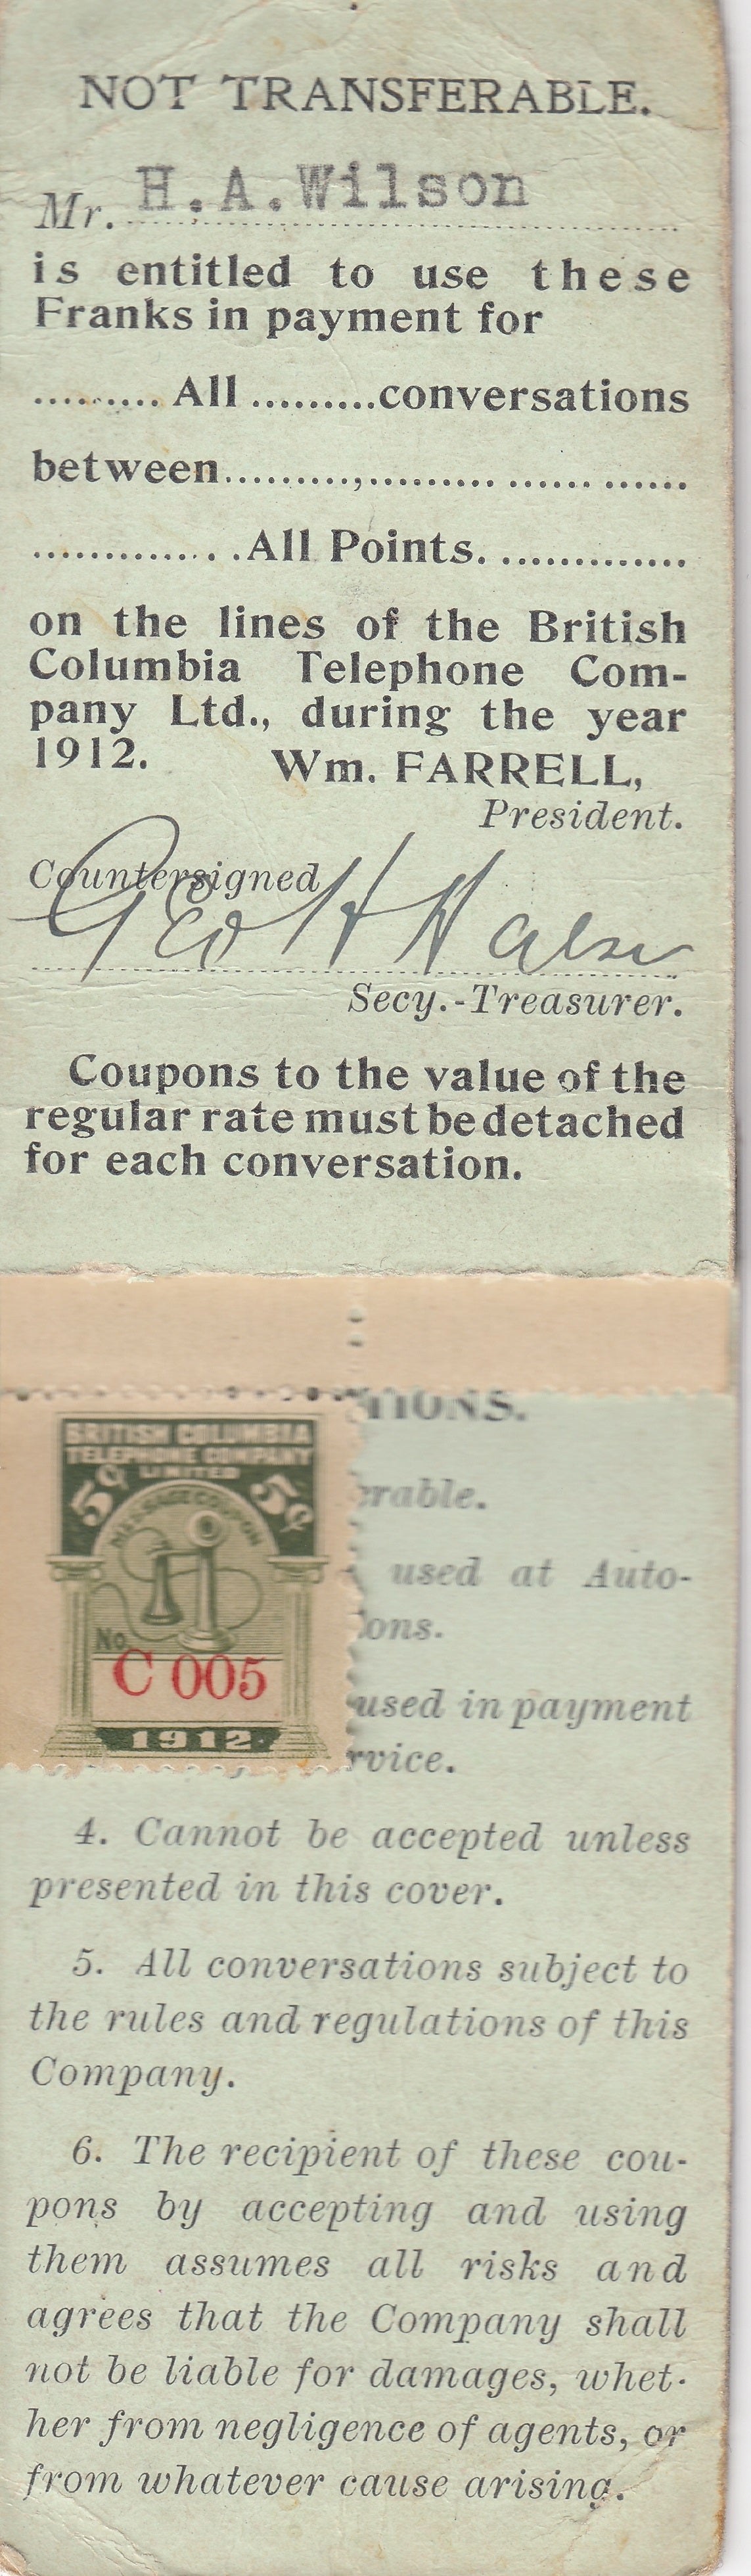 NOT TRANSFERABLE.
Mr. H.A.Wilson
is entitled to use these
Franks in payment for
......... All .........conversations
between..............................
..............All Points...............
on the lines of the British
Columbia Telephone Com-
pany Ltd., during the year
1912. Wm. FARRELL,
President.
Countersigned
Geo H Halse
Secy.-Treasurer.
Coupons to the value of the
regular rate must be detached
for each conversation.
TIONS.
BRITISH COLUMBIA
TELEPHONE COMPANY
LIMITED
5¢ 5¢
erable.
used at Auto-
ions.
No.
C 005
used in payment
1912
rvice.
4. Cannot be accepted unless
presented in this cover.
5. All conversations subject to
the rules and regulations of this
Company.
6. The recipient of these cou-
pons by accepting and using
them assumes all risks and
agrees that the Company shall
not be liable for damages, whet-
her from negligence of agents, or
from whatever cause arising.